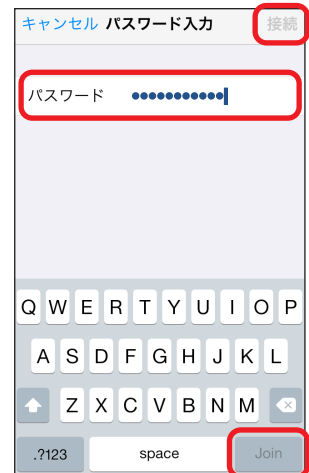 キャンセル パスワード入力 接続
パスワード ●●●●●●●●●●●
Q W E R T Y U I O P
A S D F G H J K L
Z X C V B N M
.?123 space Join